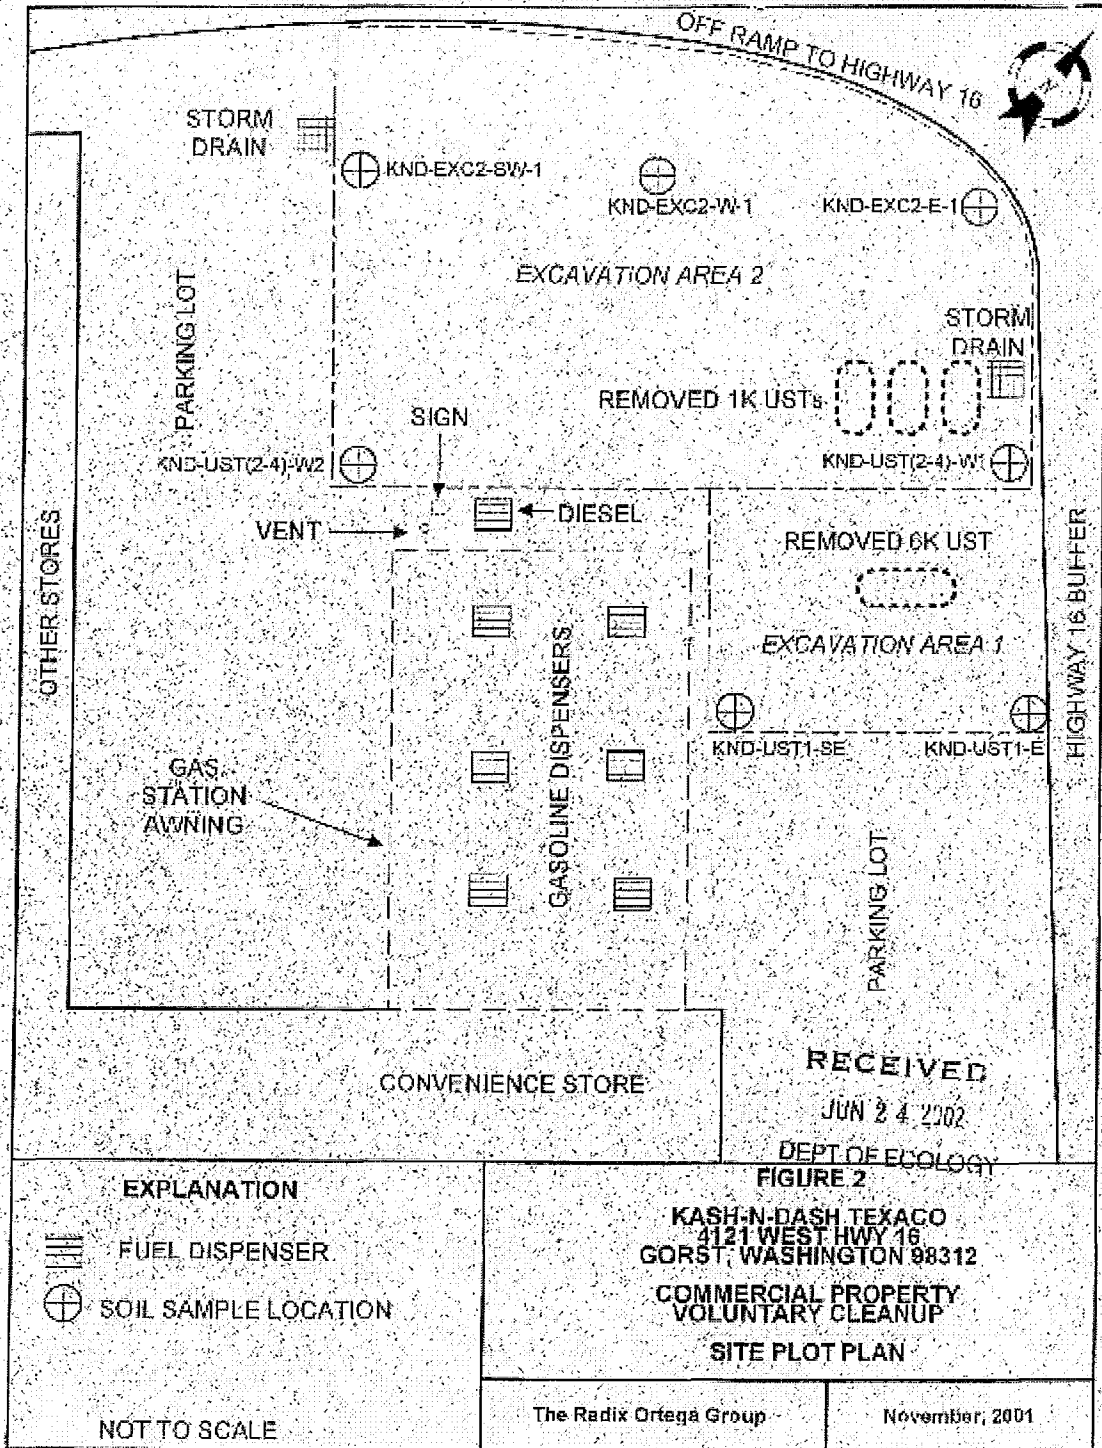 OFF RAMP TO HIGHWAY 16
N
STORM
DRAIN
KND-EXC2-SW-1
KND-EXC2-W-1
KND-EXC2-E-1
EXCAVATION AREA 2
PARKING LOT
STORM
DRAIN
REMOVED 1K USTs
SIGN
KND-UST(2-4)-W2
KND-UST(2-4)-W1
VENT
DIESEL
REMOVED 6K UST
OTHER STORES
HIGHWAY 16 BUFFER
EXCAVATION AREA 1
GASOLINE DISPENSERS
KND-UST1-SE
KND-UST1-E
GAS
STATION
AWNING
PARKING LOT
CONVENIENCE STORE
RECEIVED
JUN 24 2002
DEPT OF ECOLOGY
EXPLANATION
FUEL DISPENSER
SOIL SAMPLE LOCATION
NOT TO SCALE
FIGURE 2
KASH-N-DASH TEXACO
4121 WEST HWY 16
GORST, WASHINGTON 98312
COMMERCIAL PROPERTY
VOLUNTARY CLEANUP
SITE PLOT PLAN
The Radix Ortega Group
November, 2001